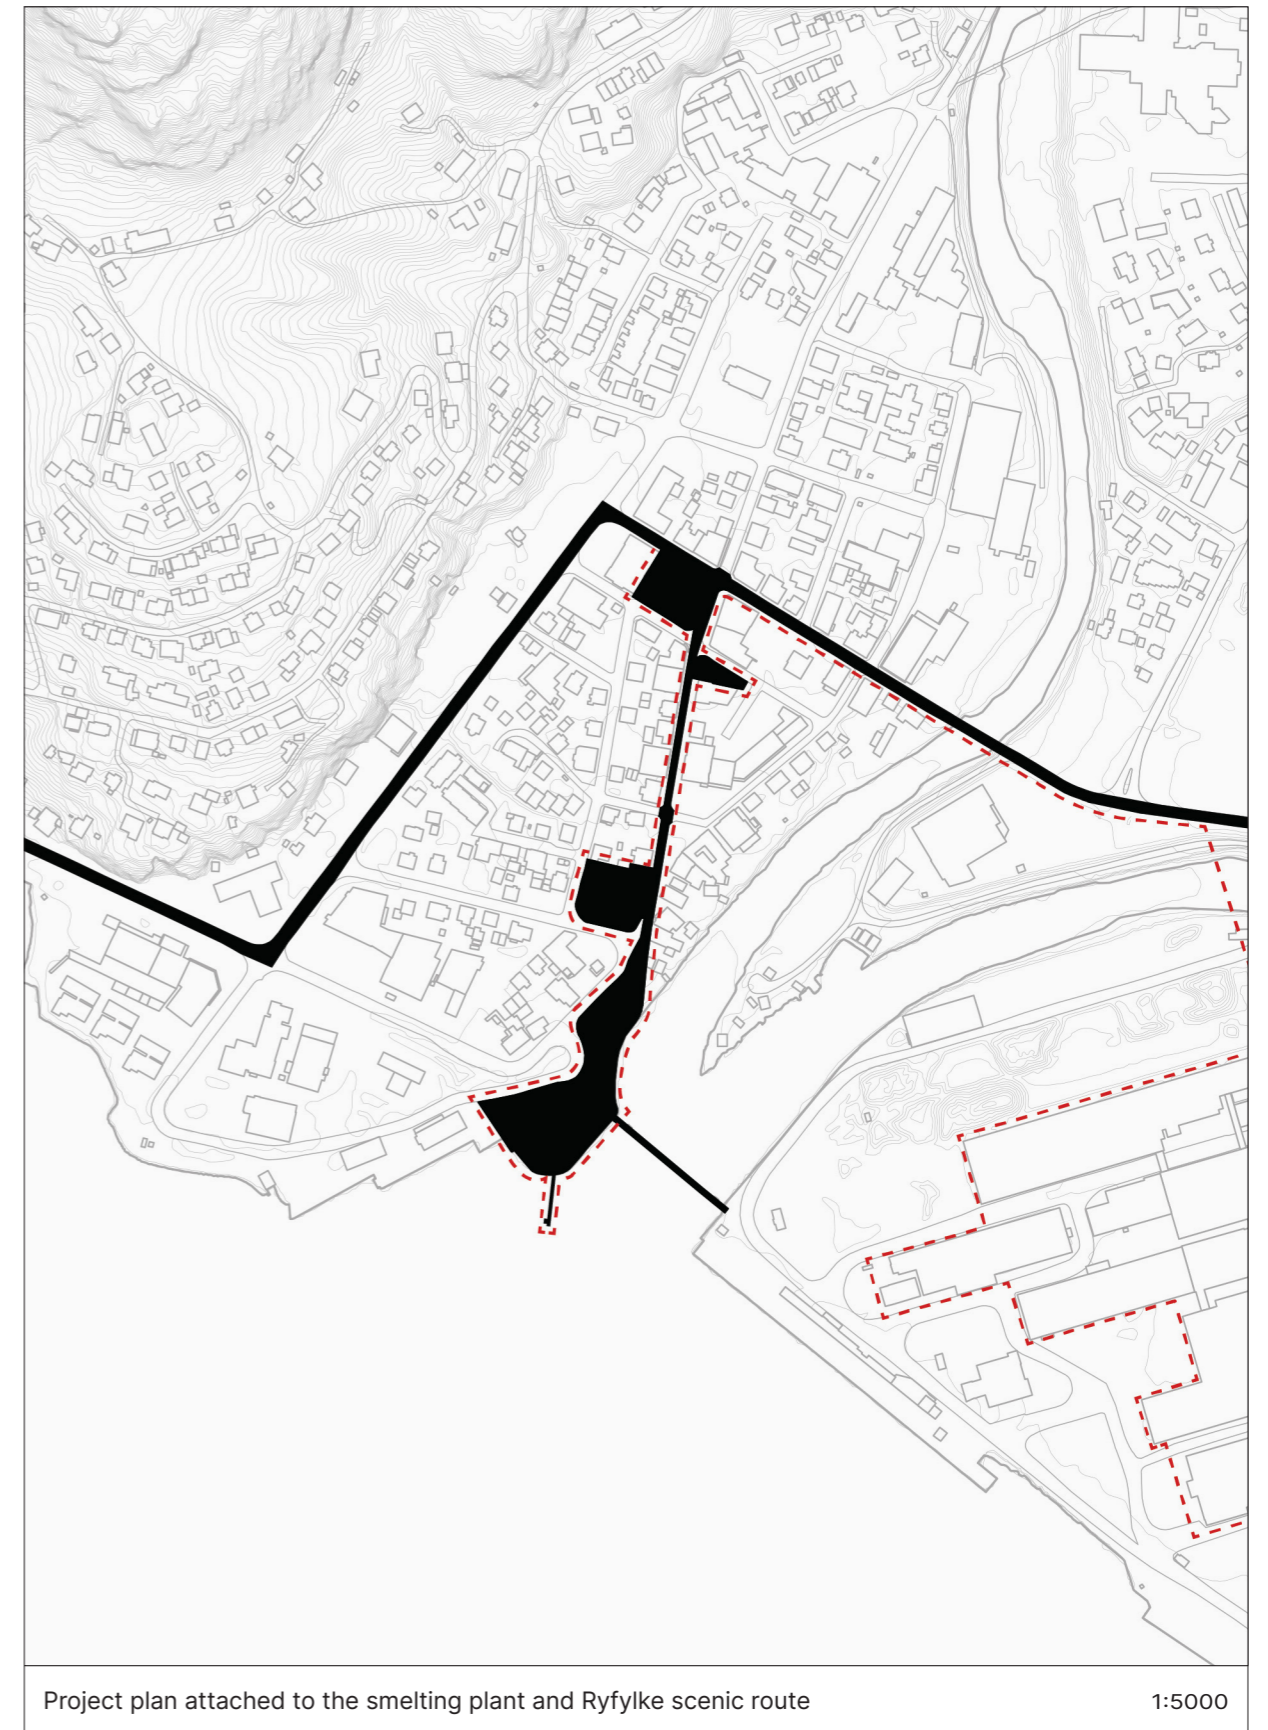 Project plan attached to the smelting plant and Ryfylke scenic route
1:5000